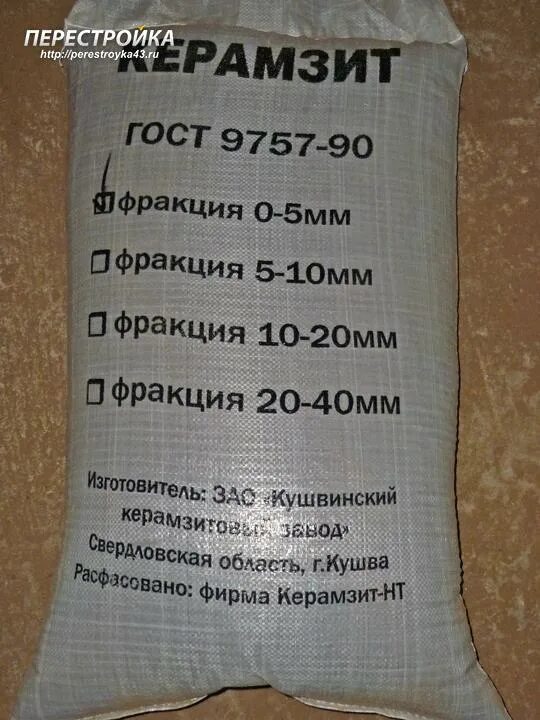 ПЕРЕСТРОЙКА
http://perestroyka43.ru
КЕРАМЗИТ
ГОСТ 9757-90
фракция 0-5мм
фракция 5-10мм
фракция 10-20мм
фракция 20-40мм
Изготовитель: ЗАО «Кушвинский
керамзитовый завод»
Свердловская область, г.Кушва
Расфасовано: фирма Керамзит-НТ